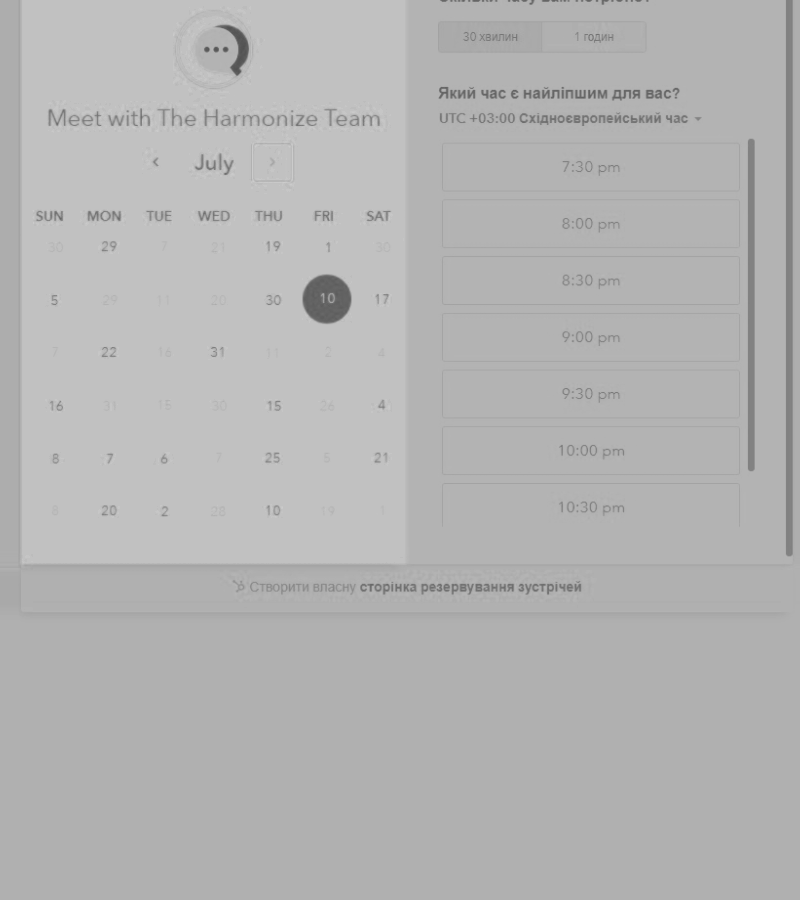 Meet with The Harmonize Team
July
SUN MON TUE WED THU FRI SAT
30 29 7 21 19 1 30
5 29 11 20 30 10 17
7 22 16 31 11 2 4
16 31 15 30 15 26 4
8 7 6 7 25 5 21
8 20 2 28 10 19 1
30 хвилин 1 годин
Який час є найліпшим для вас?
UTC +03:00 Східноєвропейський час
7:30 pm
8:00 pm
8:30 pm
9:00 pm
9:30 pm
10:00 pm
10:30 pm
Створити власну сторінка резервування зустрічей